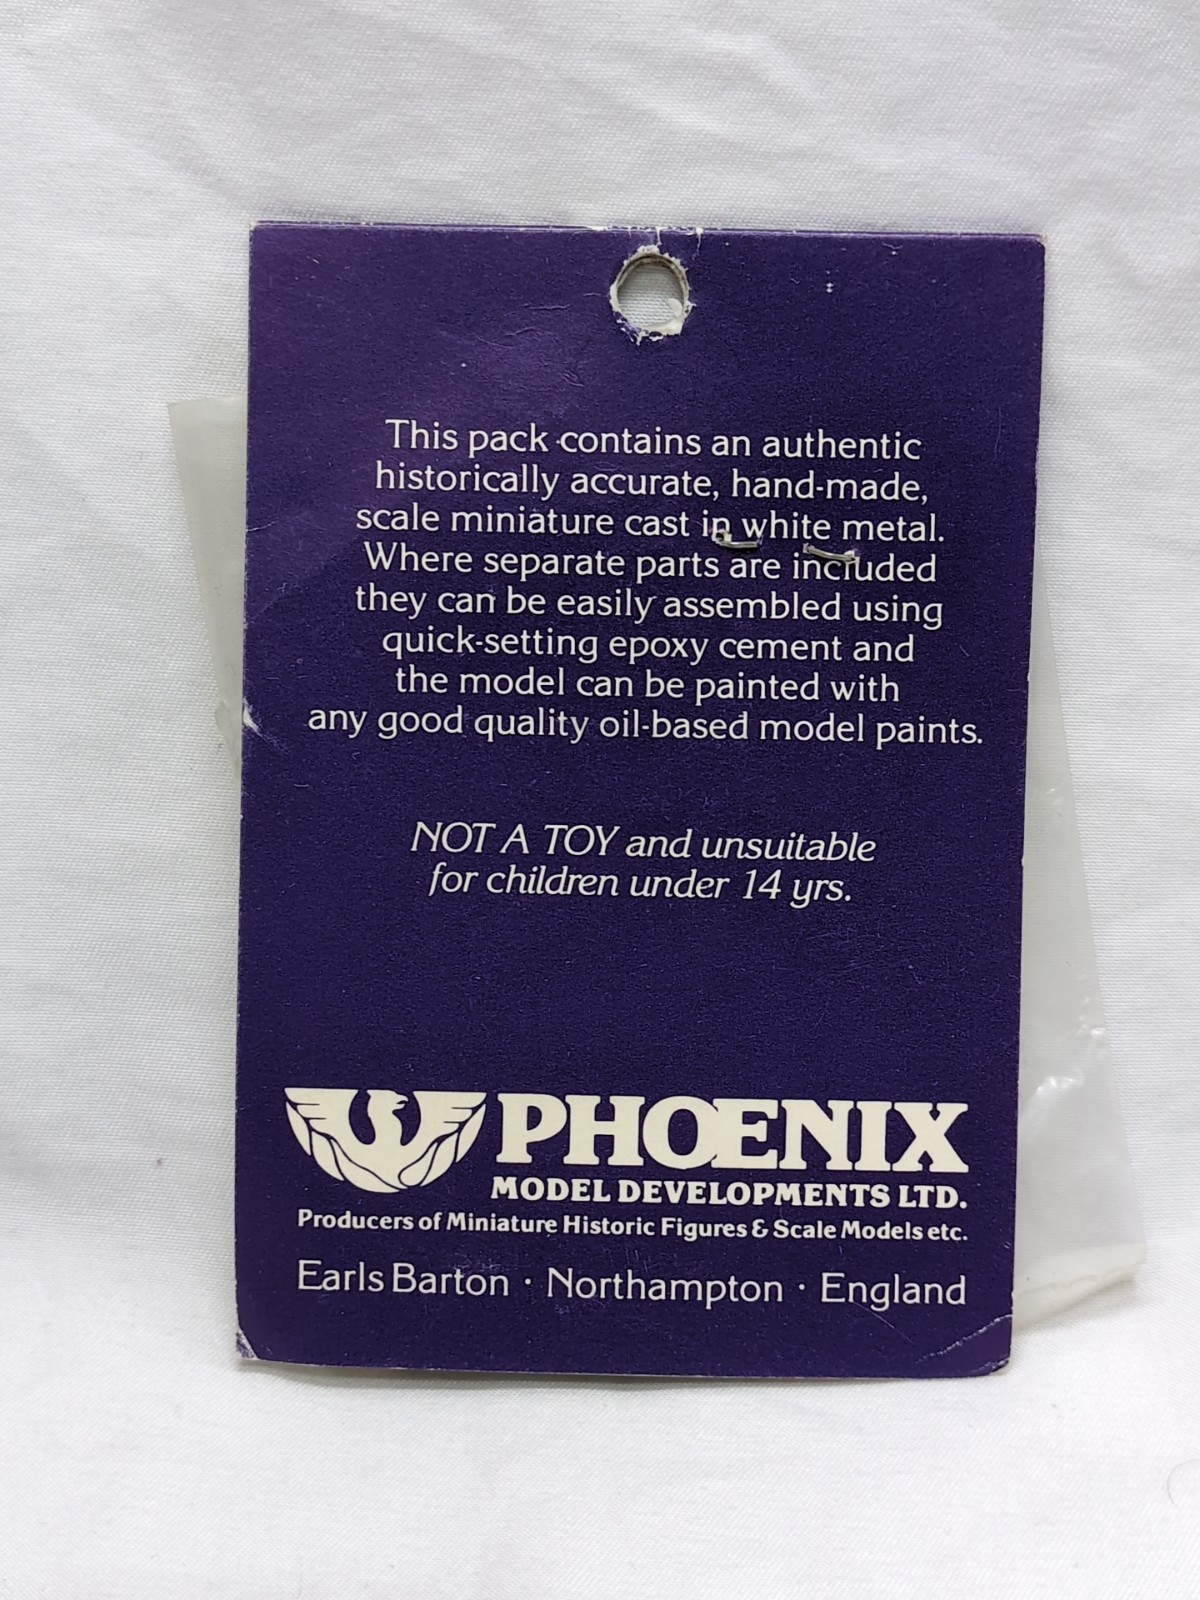 This pack contains an authentic
historically accurate, hand-made,
scale miniature cast in white metal.
Where separate parts are included
they can be easily assembled using
quick-setting epoxy cement and
the model can be painted with
any good quality oil-based model paints.
NOT A TOY and unsuitable
for children under 14 yrs.
PHOENIX
MODEL DEVELOPMENTS LTD.
Producers of Miniature Historic Figures & Scale Models etc.
Earls Barton · Northampton · England